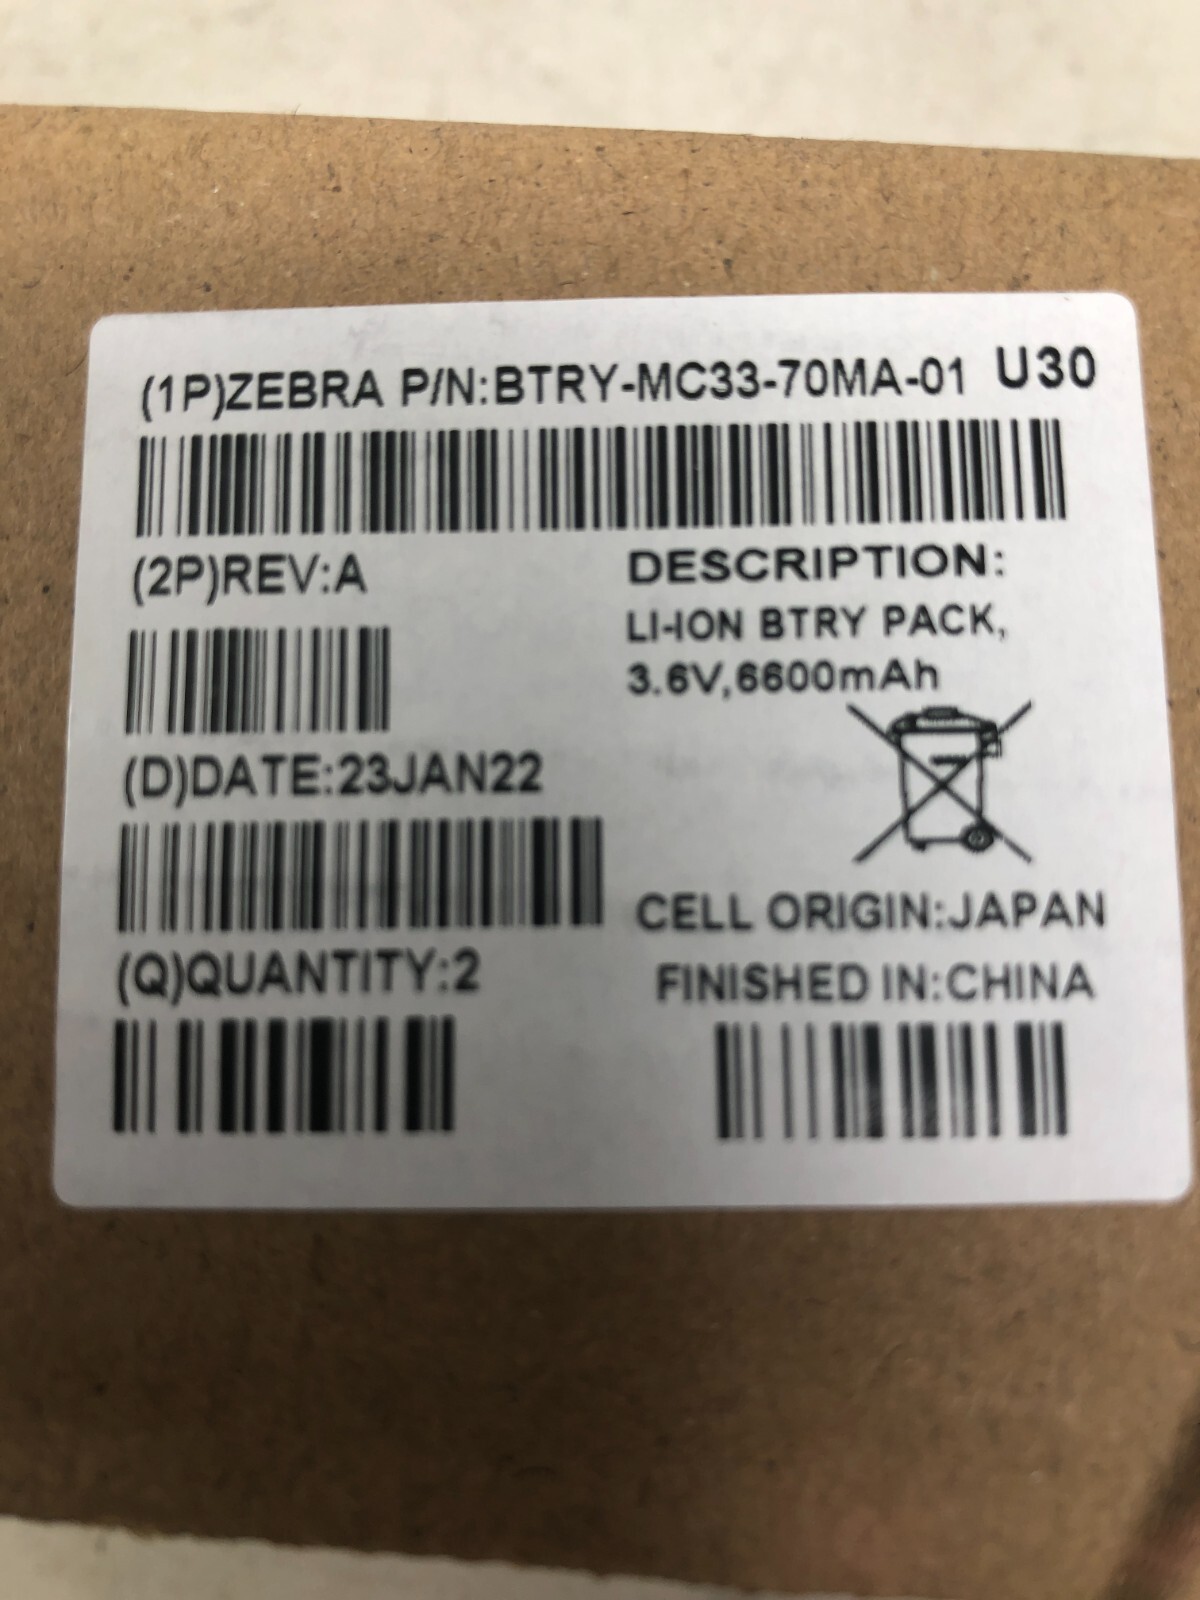 (1P)ZEBRA P/N:BTRY-MC33-70MA-01 U30
(2P)REV:A
DESCRIPTION:
LI-ION BTRY PACK,
3.6V,6600mAh
(D)DATE:23JAN22
(Q)QUANTITY:2
CELL ORIGIN:JAPAN
FINISHED IN:CHINA